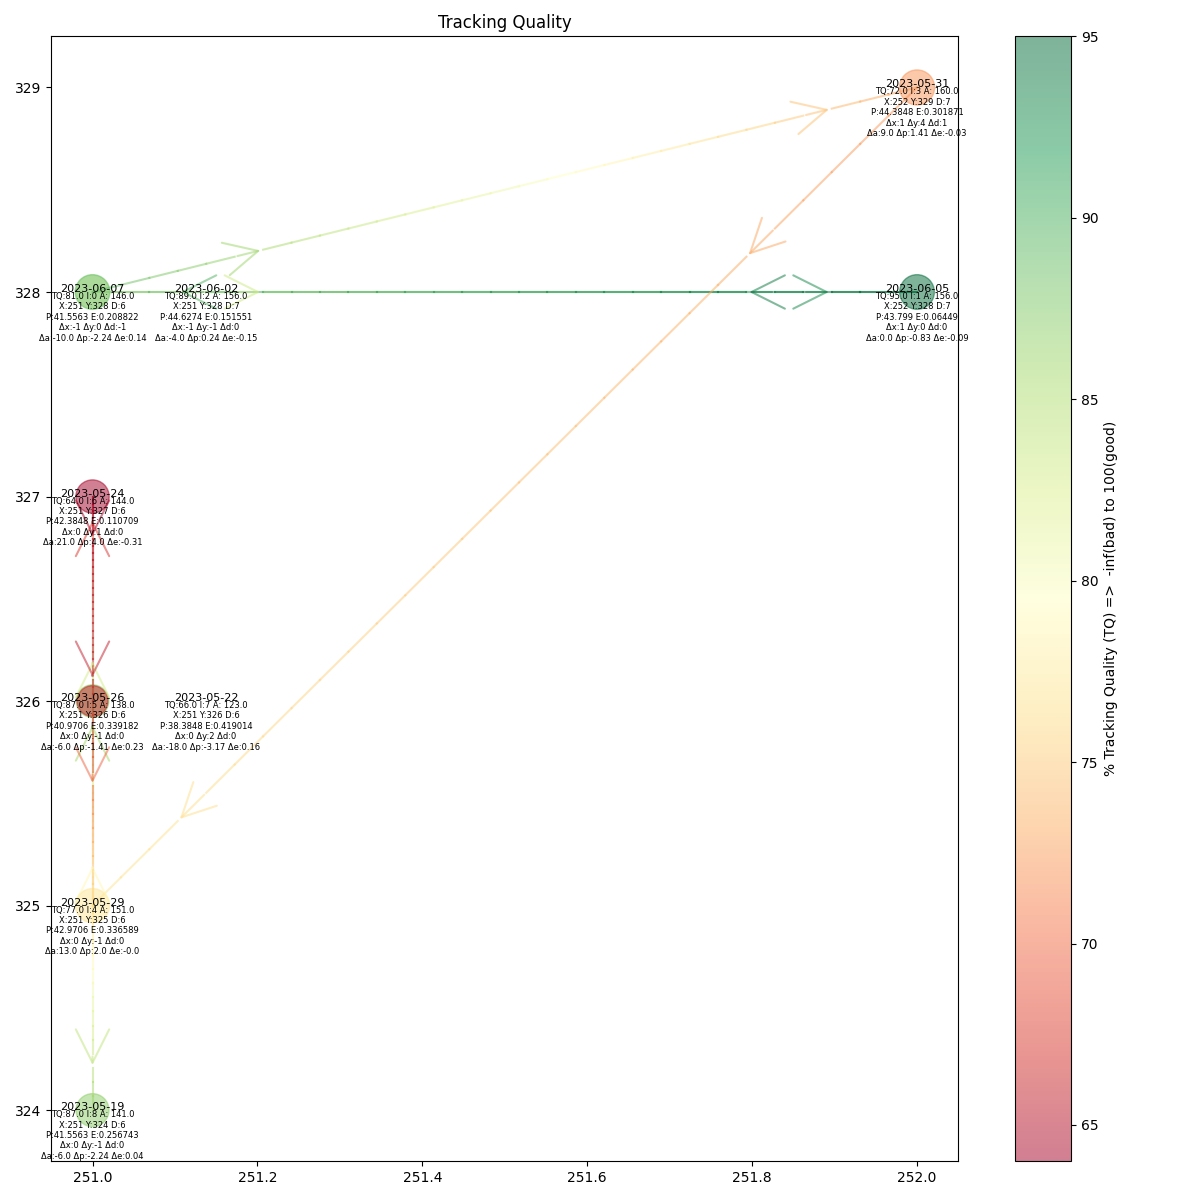 Tracking Quality
329
328
327
326
325
324
251.0
251.2
251.4
251.6
251.8
252.0
2023-05-31
TQ:72.0 I:3 A: 160.0
X:252 Y:329 D:7
P:44.3848 E:0.301871
Δx:1 Δy:4 Δd:1
Δa:9.0 Δp:1.41 Δe:-0.03
2023-06-07
TQ:81.0 I:0 A: 146.0
X:251 Y:328 D:6
P:41.5563 E:0.208822
Δx:-1 Δy:0 Δd:-1
Δa:-10.0 Δp:-2.24 Δe:0.14
2023-06-02
TQ:89.0 I:2 A: 156.0
X:251 Y:328 D:7
P:44.6274 E:0.151551
Δx:-1 Δy:-1 Δd:0
Δa:-4.0 Δp:0.24 Δe:-0.15
2023-06-05
TQ:95.0 I:1 A: 156.0
X:252 Y:328 D:7
P:43.799 E:0.06449
Δx:1 Δy:0 Δd:0
Δa:0.0 Δp:-0.83 Δe:-0.09
2023-05-24
TQ:64.0 I:6 A: 144.0
X:251 Y:327 D:6
P:42.3848 E:0.110709
Δx:0 Δy:1 Δd:0
Δa:21.0 Δp:4.0 Δe:-0.31
2023-05-26
TQ:87.0 I:5 A: 138.0
X:251 Y:326 D:6
P:40.9706 E:0.339182
Δx:0 Δy:-1 Δd:0
Δa:-6.0 Δp:-1.41 Δe:0.23
2023-05-22
TQ:66.0 I:7 A: 123.0
X:251 Y:326 D:6
P:38.3848 E:0.419014
Δx:0 Δy:2 Δd:0
Δa:-18.0 Δp:-3.17 Δe:0.16
2023-05-29
TQ:77.0 I:4 A: 151.0
X:251 Y:325 D:6
P:42.9706 E:0.336589
Δx:0 Δy:-1 Δd:0
Δa:13.0 Δp:2.0 Δe:-0.0
2023-05-19
TQ:87.0 I:8 A: 141.0
X:251 Y:324 D:6
P:41.5563 E:0.256743
Δx:0 Δy:-1 Δd:0
Δa:-6.0 Δp:-2.24 Δe:0.04
95
90
85
80
75
70
65
% Tracking Quality (TQ) =>  -inf(bad) to 100(good)